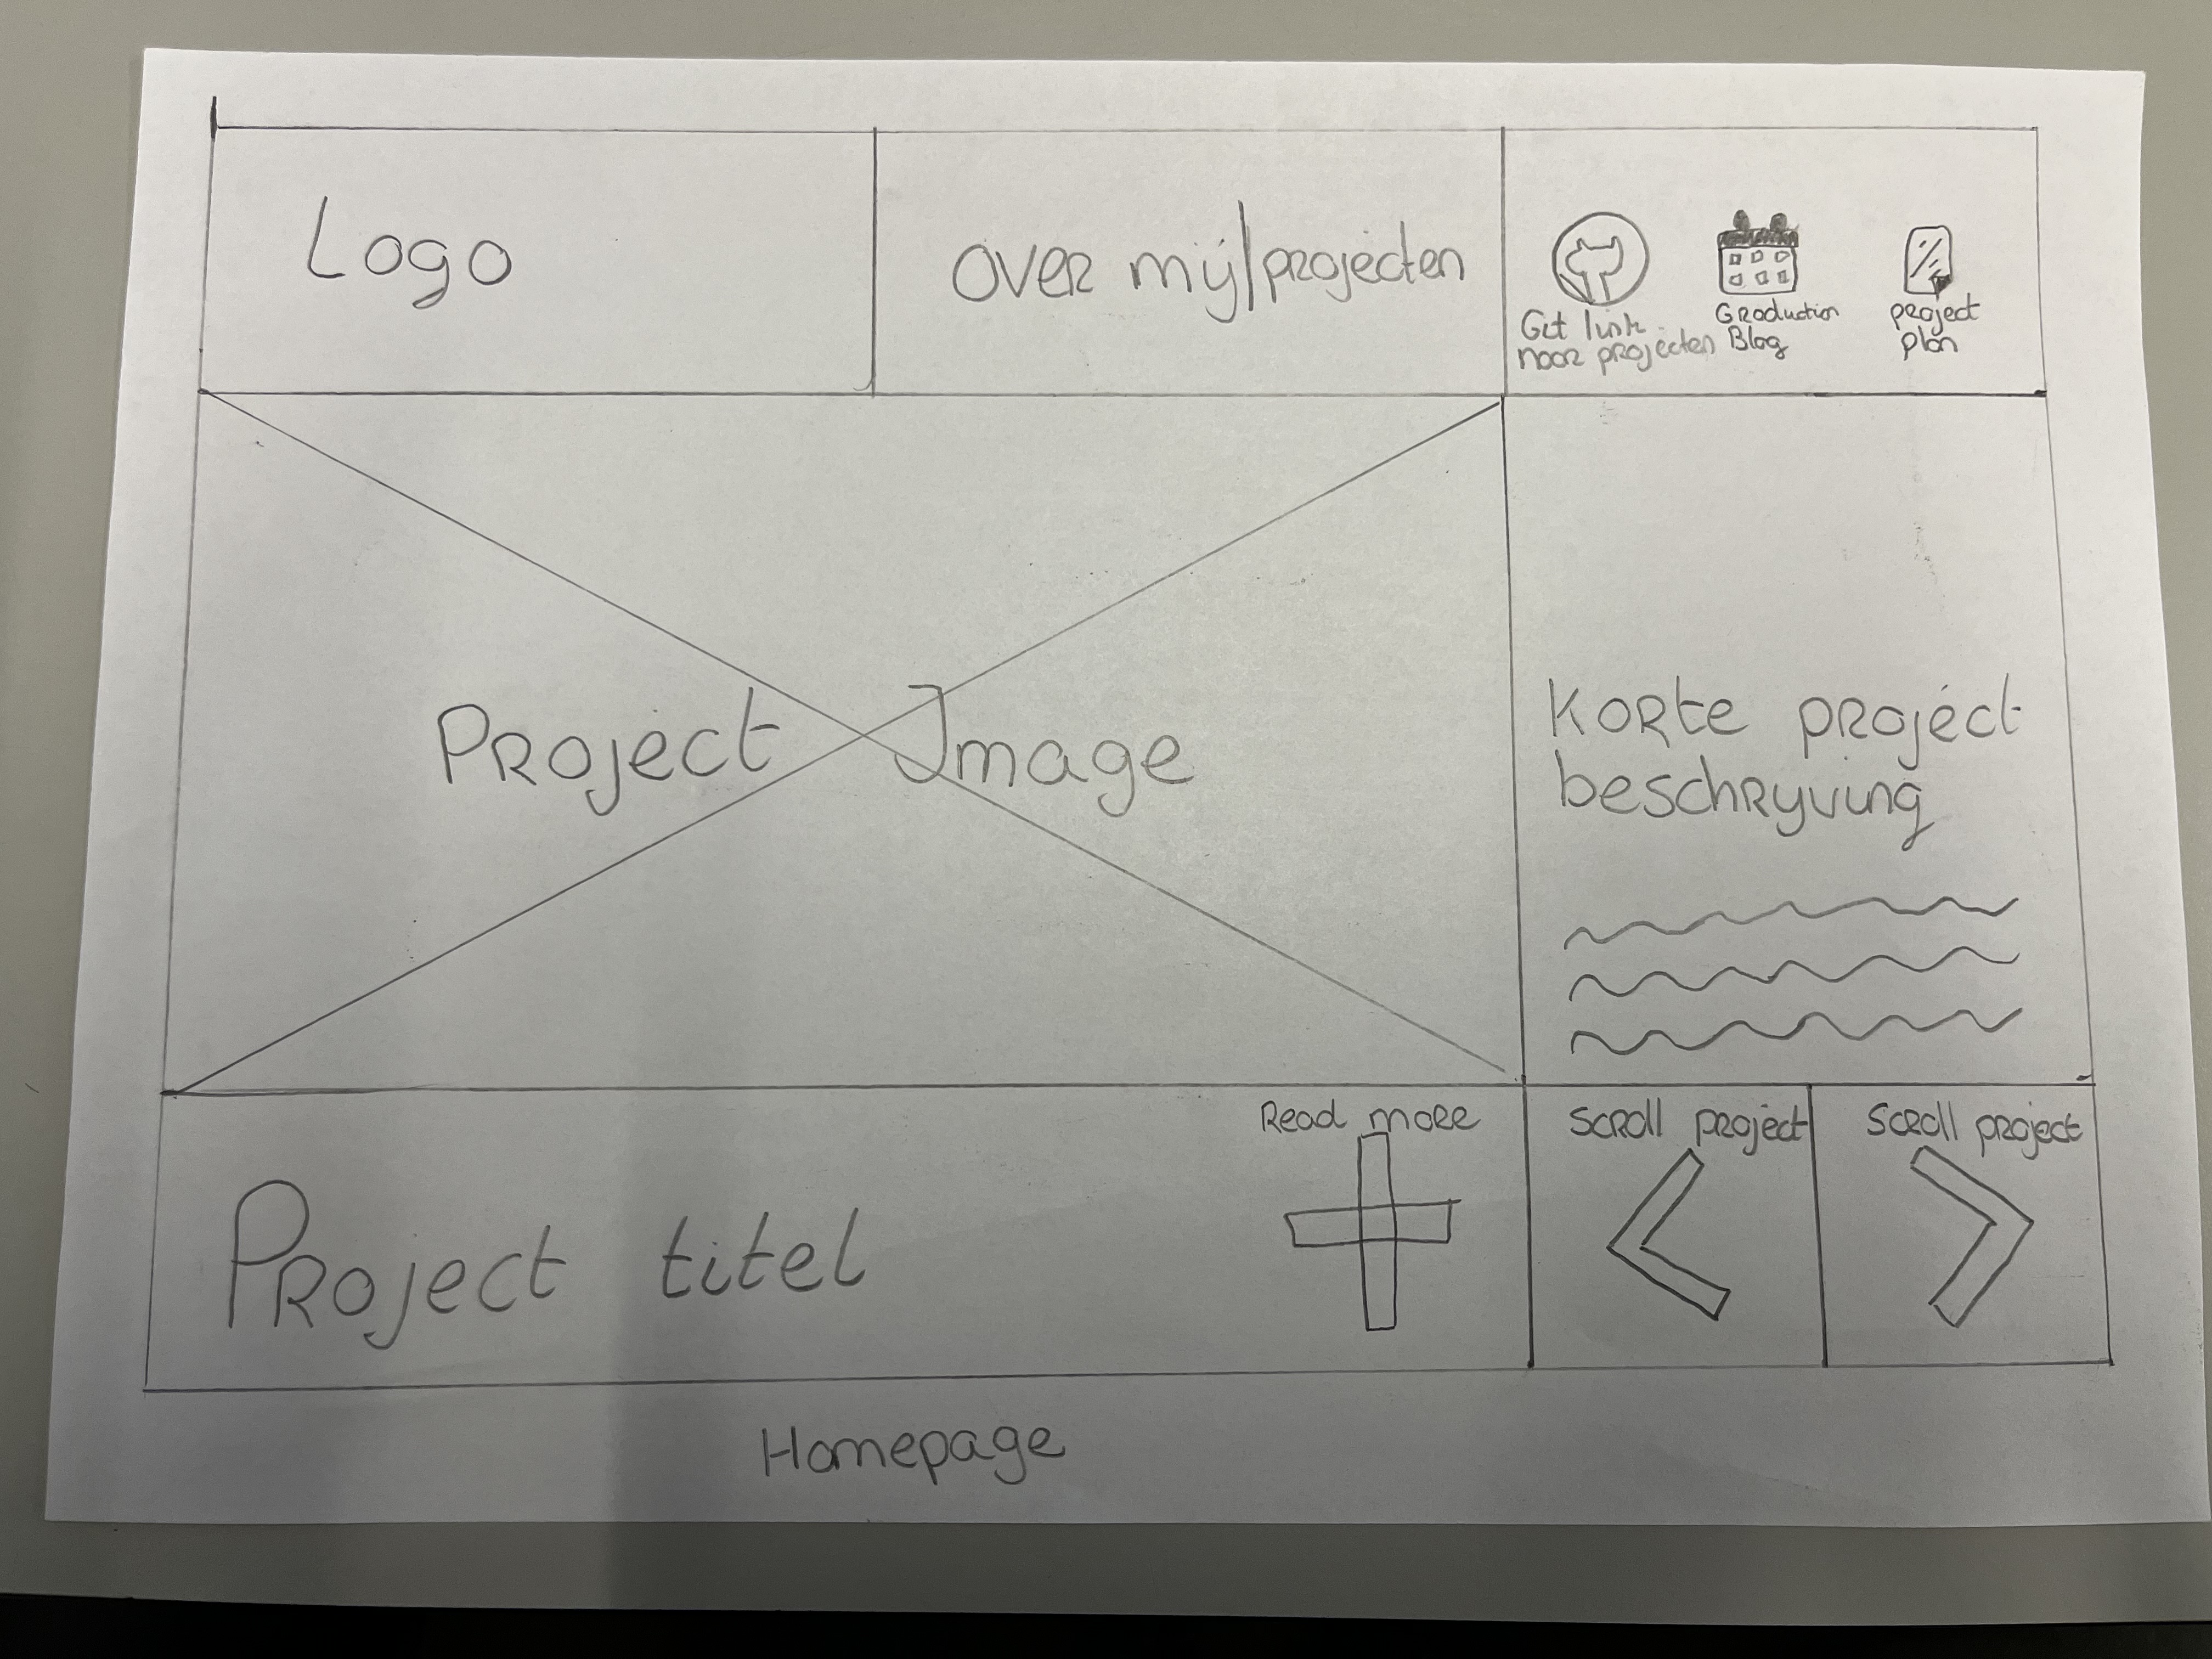 Logo
Over mij/projecten
Git link
naar projecten
Graduation
Blog
project
plan
Project Image
Korte project
beschryving
Project titel
Read more
scroll project
scroll project
Homepage